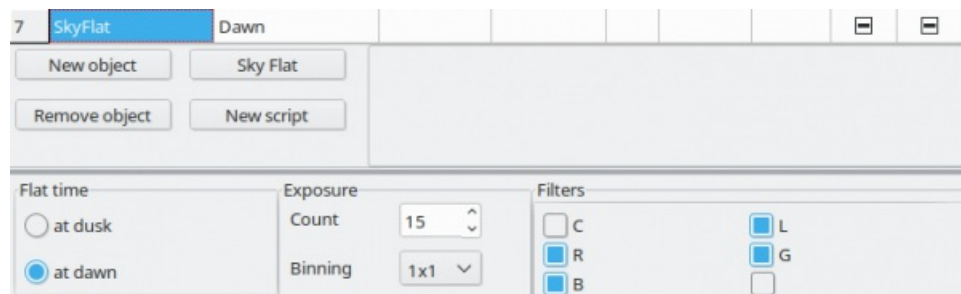 7 SkyFlat Dawn
New object Sky Flat
Remove object New script
Flat time Exposure Filters
at dusk Count 15 C L
R G
at dawn Binning 1x1
B